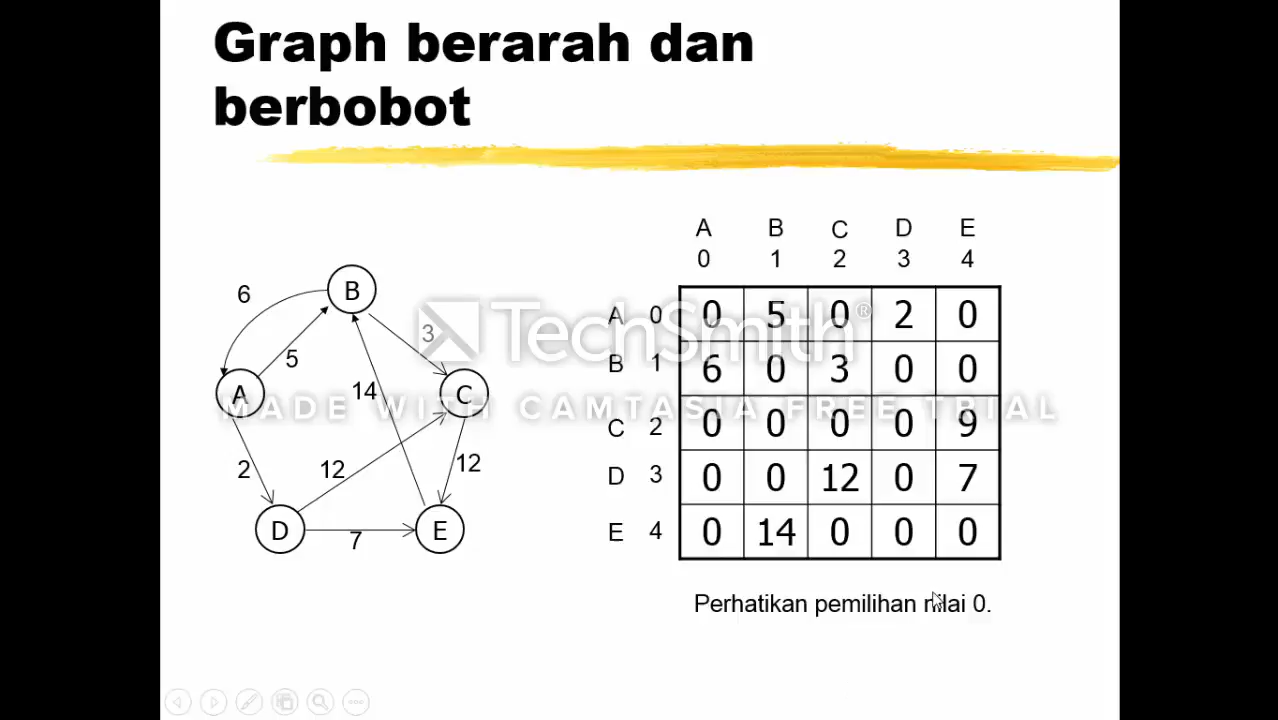 Graph berarah dan
berbobot
A B C D E
0 1 2 3 4
A 0 0 5 0 2 0
B 1 6 0 3 0 0
C 2 0 0 0 0 9
D 3 0 0 12 0 7
E 4 0 14 0 0 0
6
B
5
3
A
14
C
2
12
12
D
7
E
TechSmith®
MADE WITH CAMTASIA FREE TRIAL
Perhatikan pemilihan nilai 0.